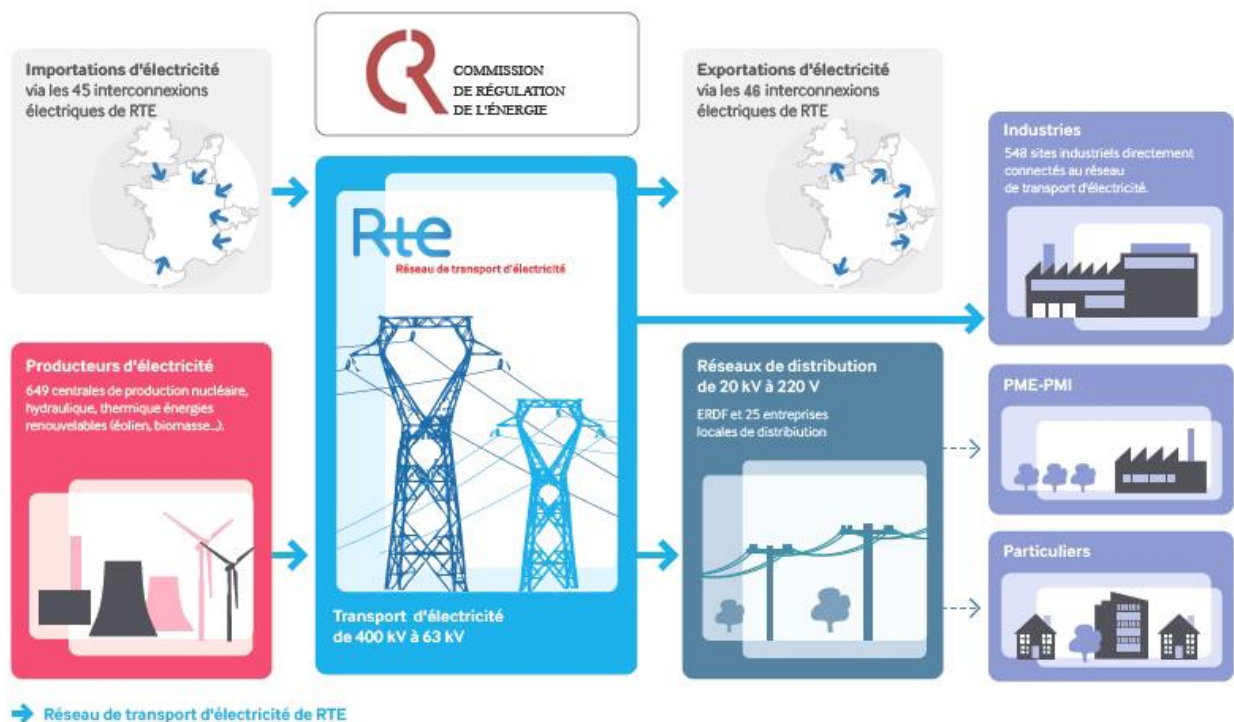 Importations d'électricité
via les 45 interconnexions
électriques de RTE
COMMISSION
DE RÉGULATION
DE L'ÉNERGIE
Exportations d'électricité
via les 46 interconnexions
électriques de RTE
Industries
548 sites industriels directement
connectés au réseau
de transport d'électricité.
Rte
Réseau de transport d'électricité
Producteurs d'électricité
649 centrales de production nucléaire,
hydraulique, thermique énergies
renouvelables (éolien, biomasse...).
Transport d'électricité
de 400 kV à 63 kV
Réseaux de distribution
de 20 kV à 220 V
ERDF et 25 entreprises
locales de distribiution
PME-PMI
Particuliers
Réseau de transport d'électricité de RTE